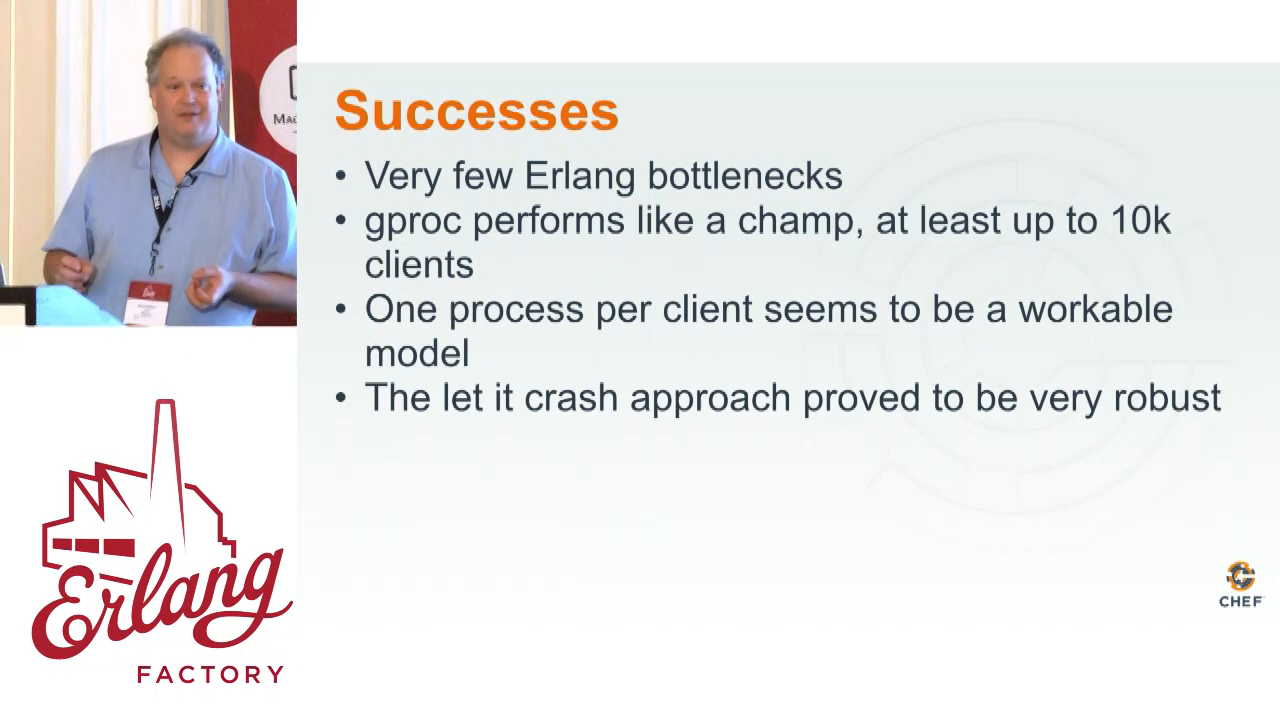 Successes
• Very few Erlang bottlenecks
• gproc performs like a champ, at least up to 10k
clients
• One process per client seems to be a workable
model
• The let it crash approach proved to be very robust
Erlang
FACTORY
CHEF